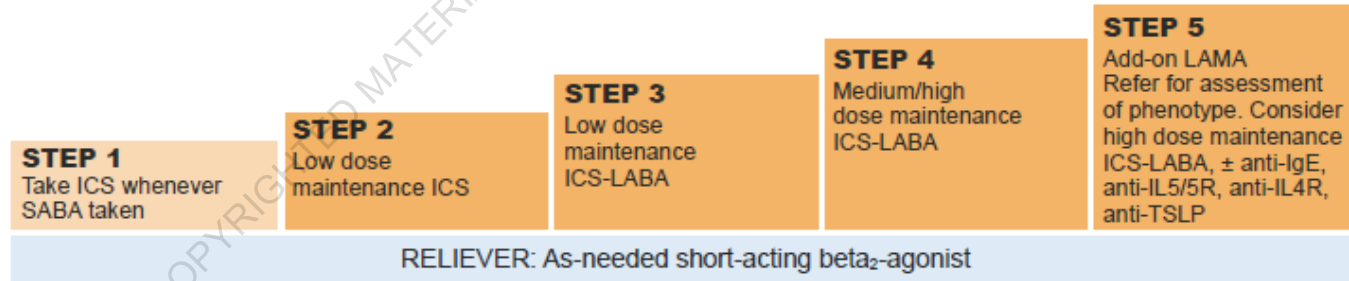 COPYRIGHTED MATERIAL
STEP 1
Take ICS whenever
SABA taken
STEP 2
Low dose
maintenance ICS
STEP 3
Low dose
maintenance
ICS-LABA
STEP 4
Medium/high
dose maintenance
ICS-LABA
STEP 5
Add-on LAMA
Refer for assessment
of phenotype. Consider
high dose maintenance
ICS-LABA, ± anti-IgE,
anti-IL5/5R, anti-IL4R,
anti-TSLP
RELIEVER: As-needed short-acting beta₂-agonist